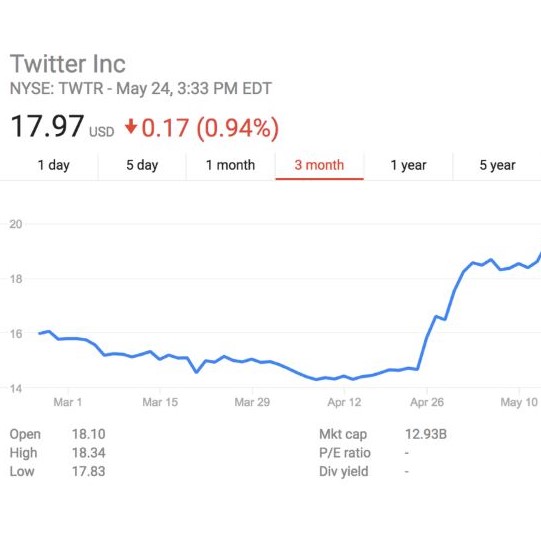 Twitter Inc
NYSE: TWTR - May 24, 3:33 PM EDT
17.97 USD 0.17 (0.94%)
1 day 5 day 1 month 3 month 1 year 5 year
20
18
16
14
Mar 1 Mar 15 Mar 29 Apr 12 Apr 26 May 10
Open 18.10 Mkt cap 12.93B
High 18.34 P/E ratio -
Low 17.83 Div yield -